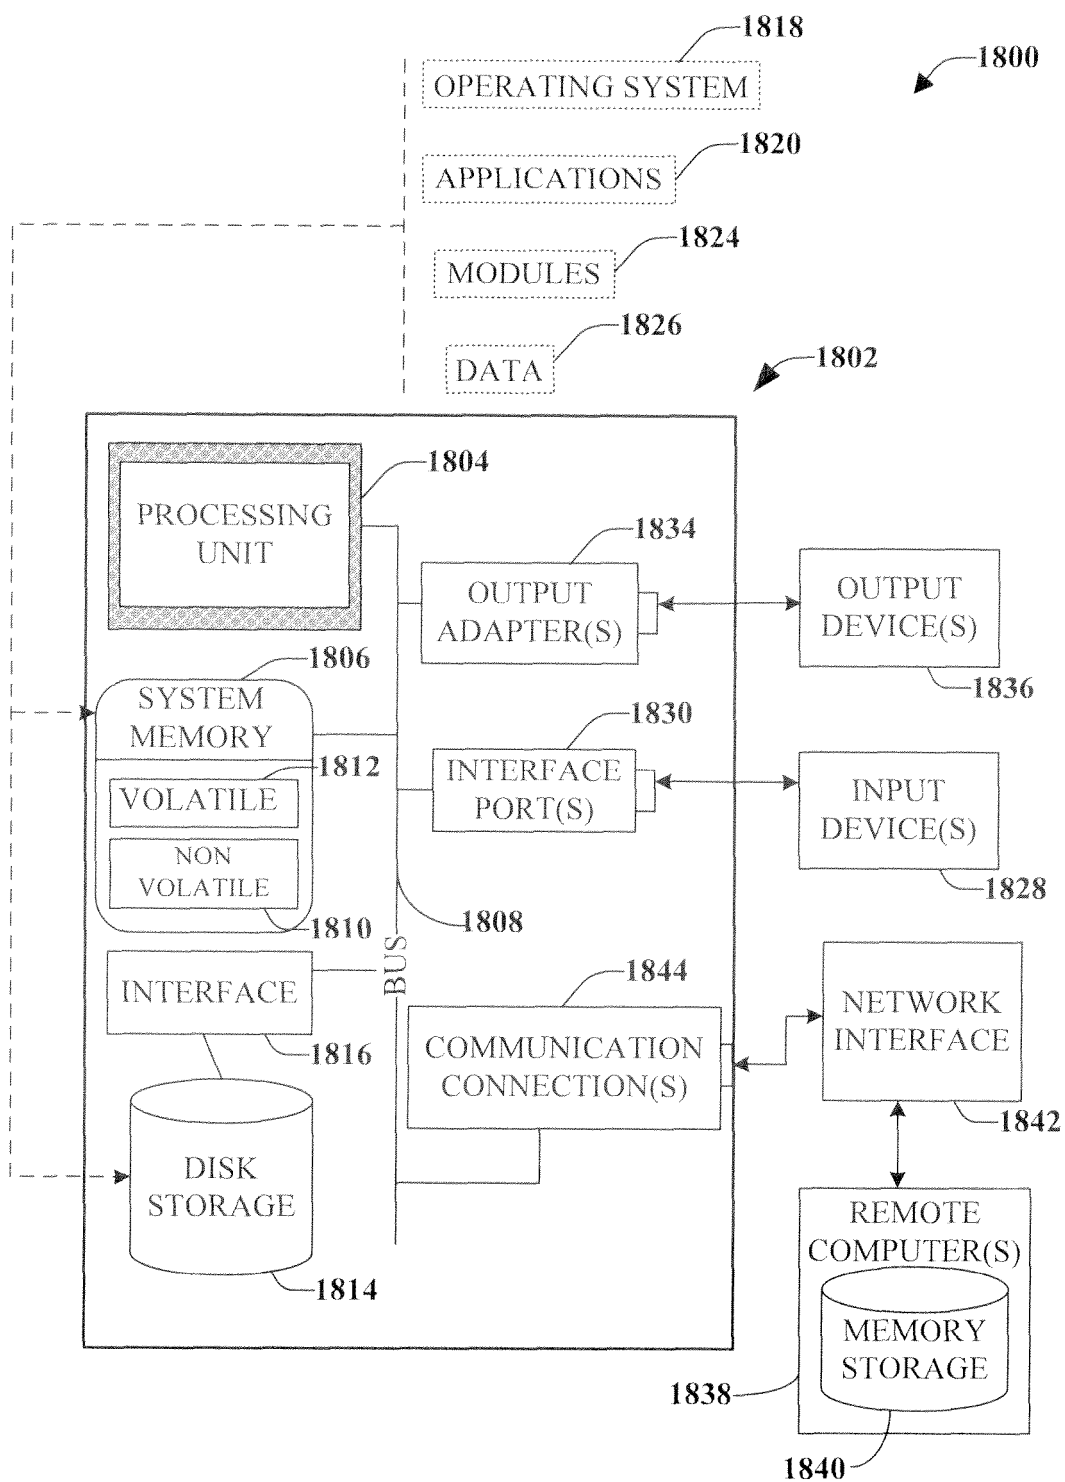 1818
1800
OPERATING SYSTEM
1820
APPLICATIONS
1824
MODULES
1826
DATA
1802
1804
PROCESSING
UNIT
1834
OUTPUT
ADAPTER(S)
OUTPUT
DEVICE(S)
1836
1806
SYSTEM
MEMORY
1812
VOLATILE
NON
VOLATILE
1810
1830
INTERFACE
PORT(S)
INPUT
DEVICE(S)
1828
1808
BUS
INTERFACE
1816
1844
COMMUNICATION
CONNECTION(S)
NETWORK
INTERFACE
1842
DISK
STORAGE
1814
REMOTE
COMPUTER(S)
MEMORY
STORAGE
1838
1840